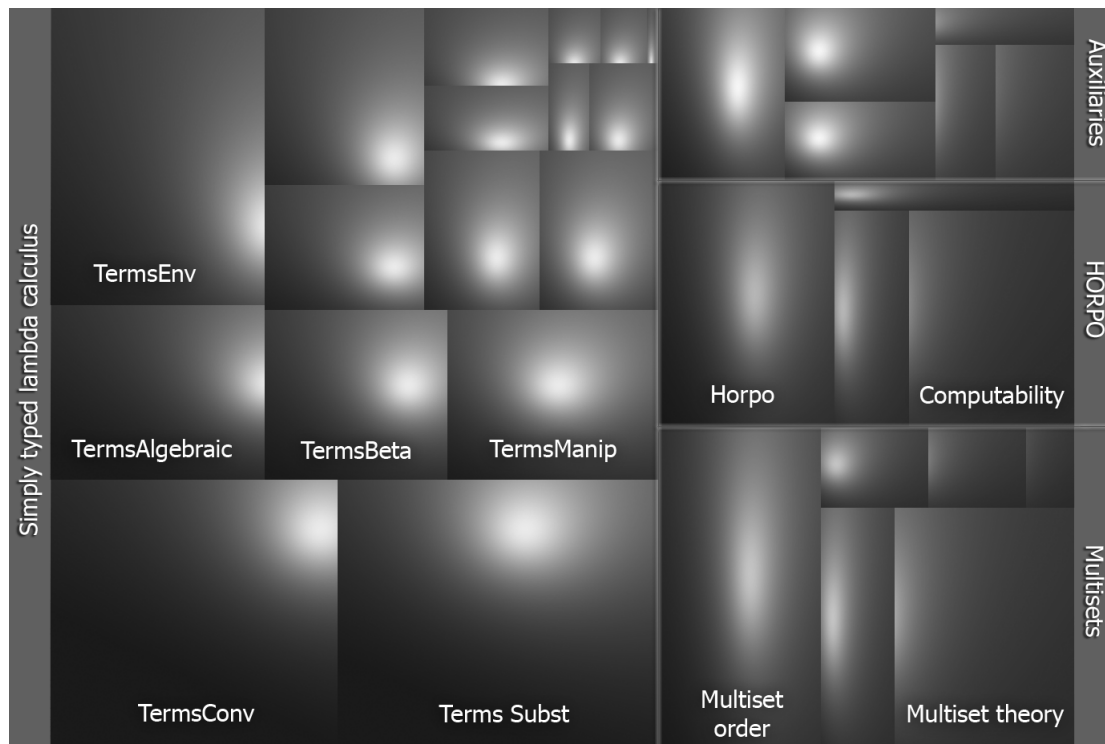 Simply typed lambda calculus
TermsEnv
TermsAlgebraic
TermsBeta
TermsManip
TermsConv
Terms Subst
Auxiliaries
HORPO
Horpo
Computability
Multisets
Multiset
order
Multiset theory